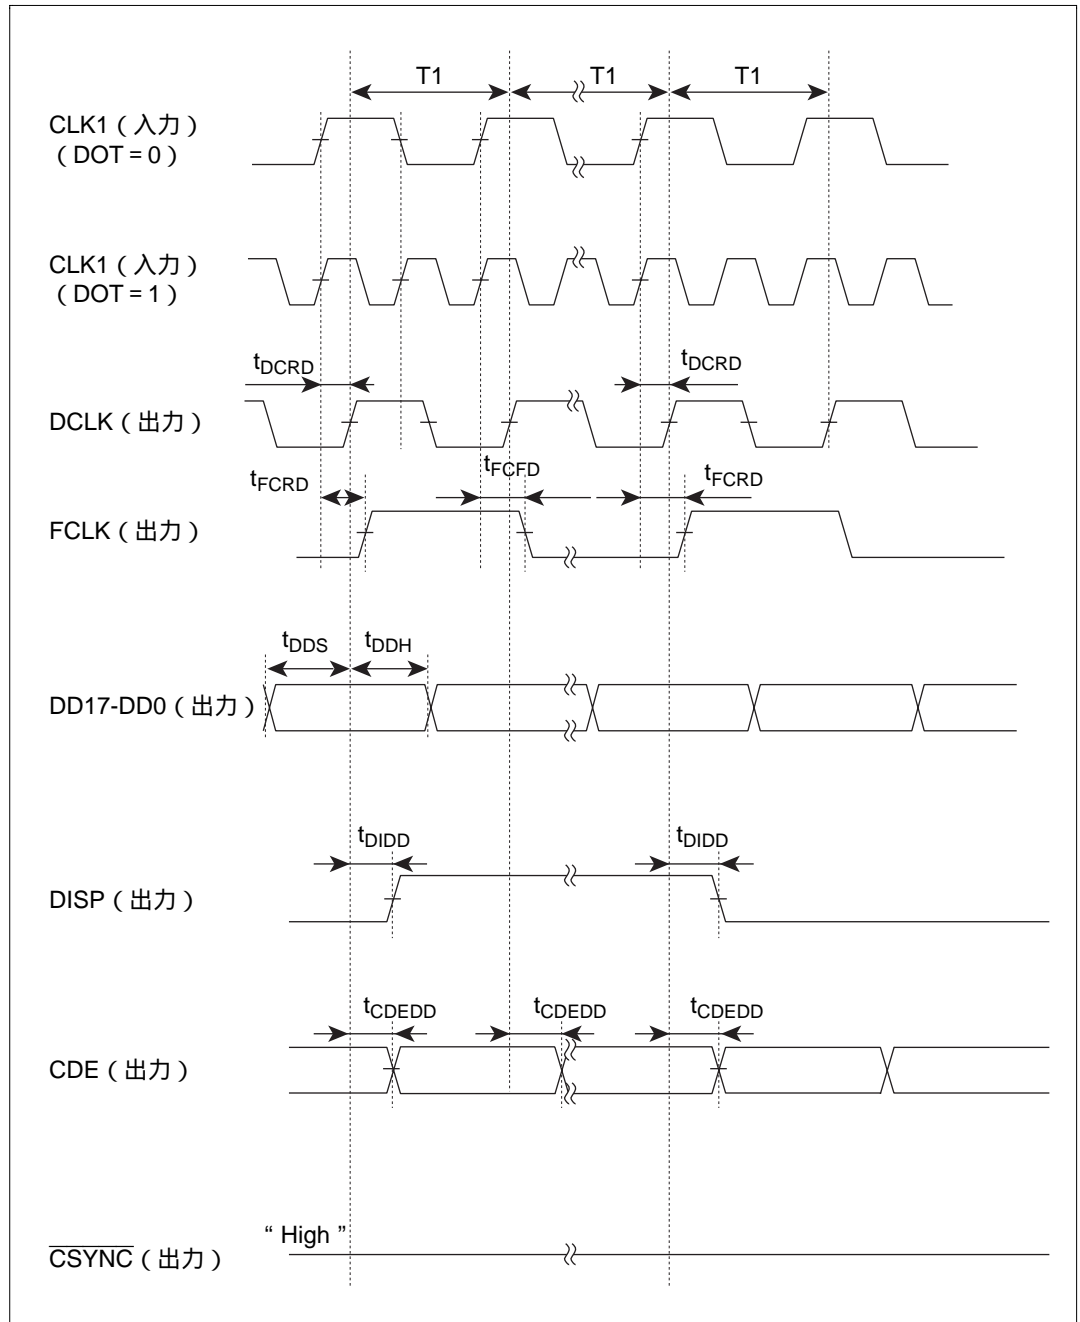 T1 T1 T1
CLK1（入力）
（DOT = 0）
CLK1（入力）
（DOT = 1）
tDCRD tDCRD
DCLK（出力）
tFCRD tFCFD tFCRD
FCLK（出力）
tDDS tDDH
DD17-DD0（出力）
tDIDD tDIDD
DISP（出力）
tCDEDD tCDEDD tCDEDD
CDE（出力）
“ High ”
CSYNC（出力）